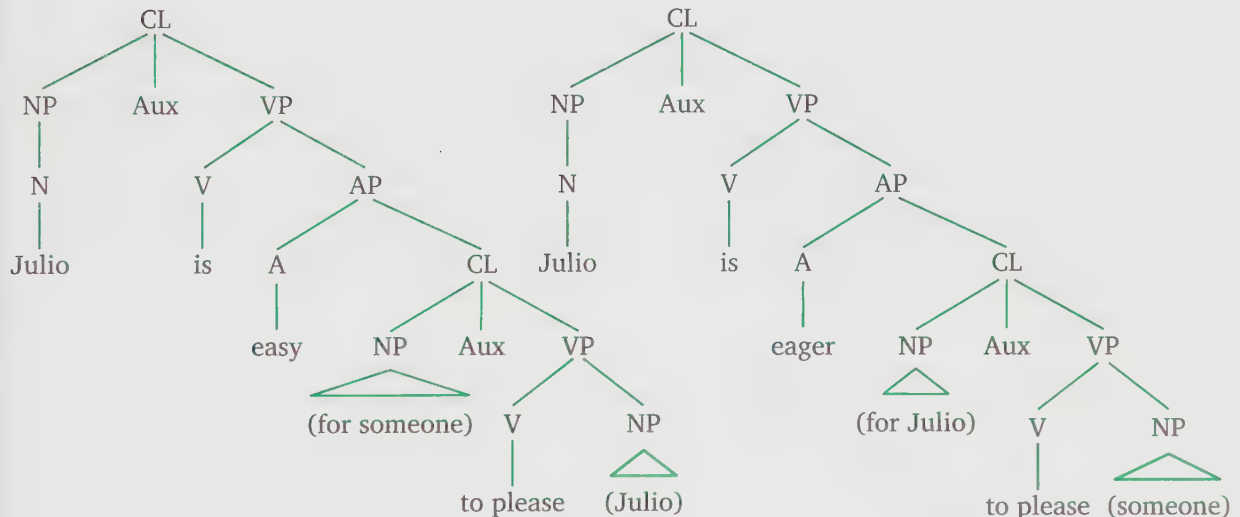 CL CL
NP Aux VP NP Aux VP
N V AP N V AP
Julio is A CL Julio is A CL
easy NP Aux VP eager NP Aux VP
(for someone) V NP (for Julio) V NP
to please (Julio) to please (someone)